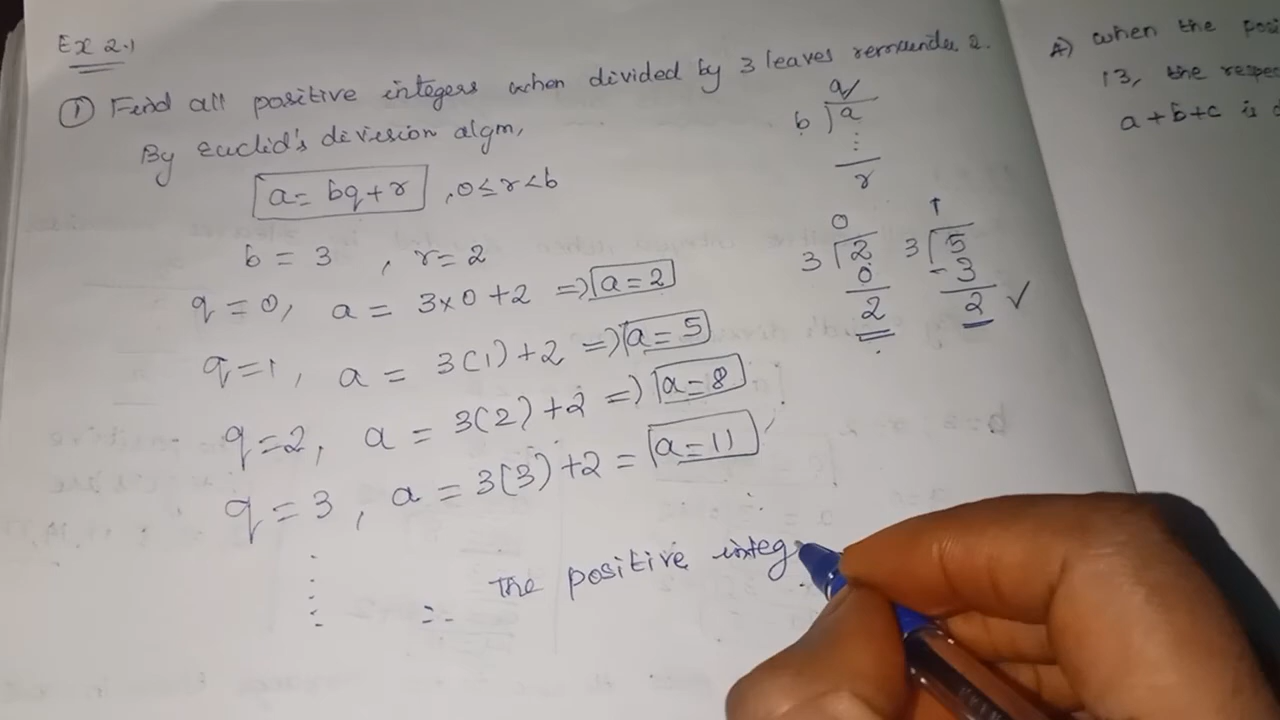 Ex 2.1
① Find all positive integers when divided by 3 leaves remainder 2.
By Euclid's division algm,
a = bq + r , 0 ≤ r < b
b = 3 , r = 2
q = 0, a = 3 × 0 + 2 => a = 2
q = 1, a = 3(1) + 2 => a = 5
q = 2, a = 3(2) + 2 => a = 8
q = 3, a = 3(3) + 2 = a = 11
∴ The positive integ
q
b ) a
r
0
3 ) 2
0
2
1
3 ) 5
- 3
2 ✓
A) when the posi
13, the respec
a + b + c is